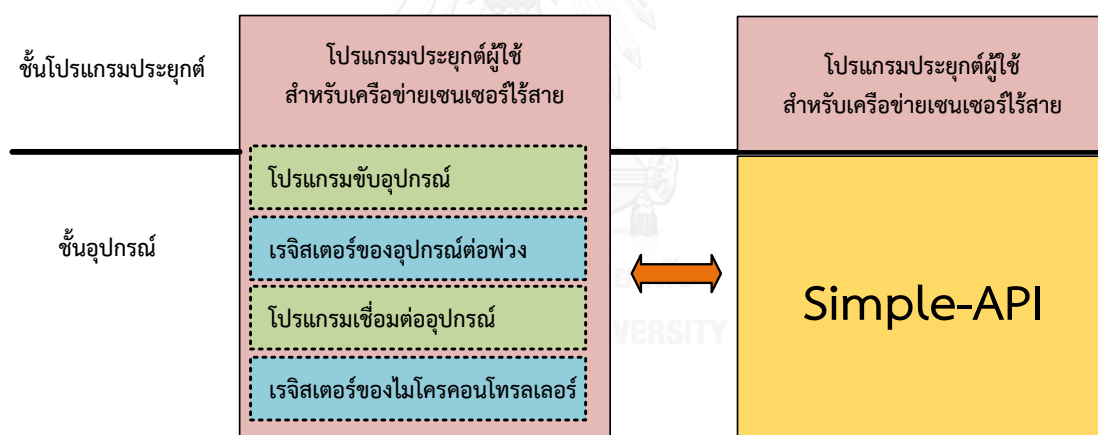 ชั้นโปรแกรมประยุกต์
โปรแกรมประยุกต์ผู้ใช้
สำหรับเครือข่ายเซนเซอร์ไร้สาย
โปรแกรมประยุกต์ผู้ใช้
สำหรับเครือข่ายเซนเซอร์ไร้สาย
ชั้นอุปกรณ์
โปรแกรมขับอุปกรณ์
เรจิสเตอร์ของอุปกรณ์ต่อพ่วง
โปรแกรมเชื่อมต่ออุปกรณ์
เรจิสเตอร์ของไมโครคอนโทรลเลอร์
Simple-API
VERSITY